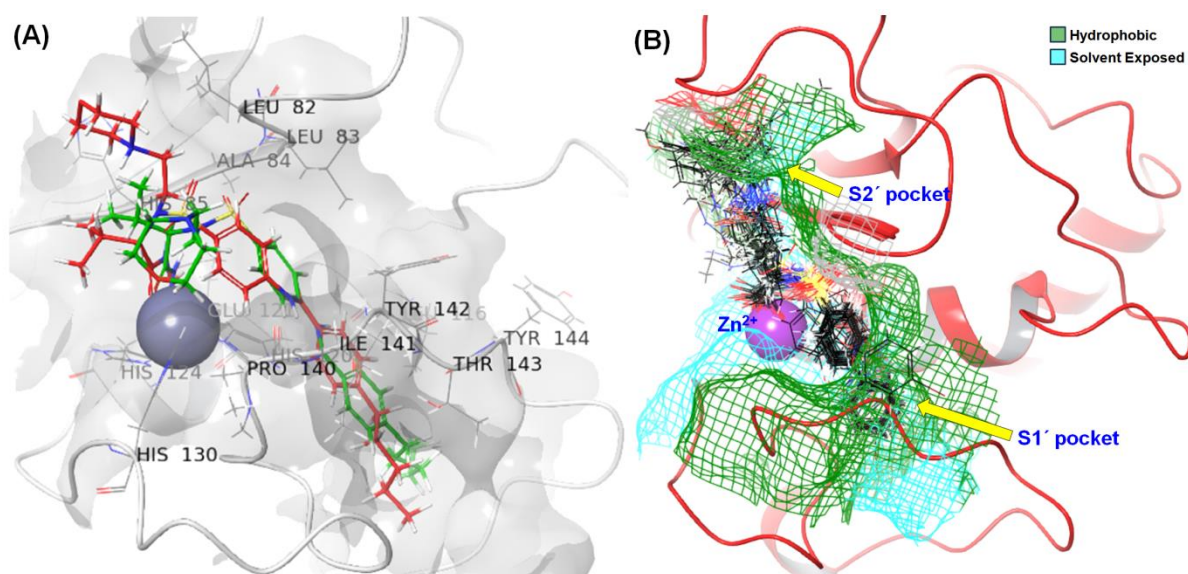 (A)
LEU 82
LEU 83
ALA 84
HIS 85
GLU 121
TYR 142
TYR 144
ILE 141
THR 143
PRO 140
HIS 124
HIS 130
(B)
Hydrophobic
Solvent Exposed
S2´ pocket
Zn²⁺
S1´ pocket